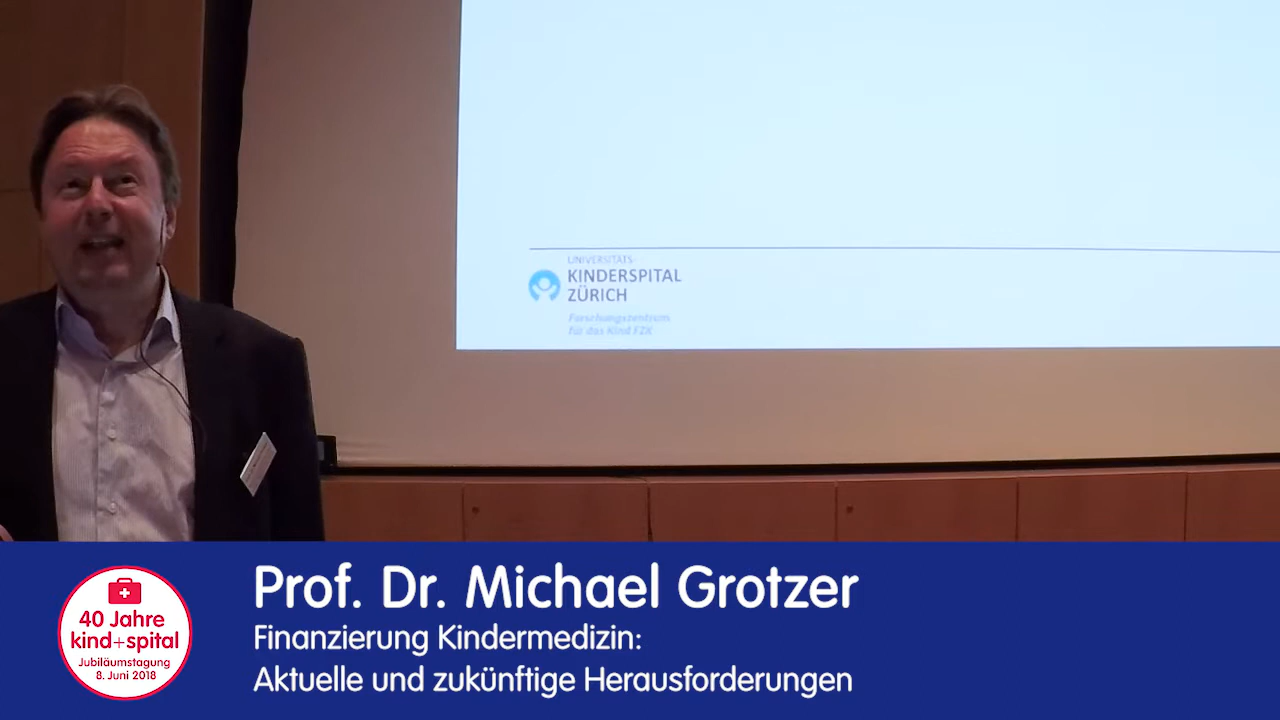 UNIVERSITÄTS-
KINDERSPITAL
ZÜRICH
Forschungszentrum
für das Kind FZK
40 Jahre
kind+spital
Jubiläumstagung
8. Juni 2018
Prof. Dr. Michael Grotzer
Finanzierung Kindermedizin:
Aktuelle und zukünftige Herausforderungen